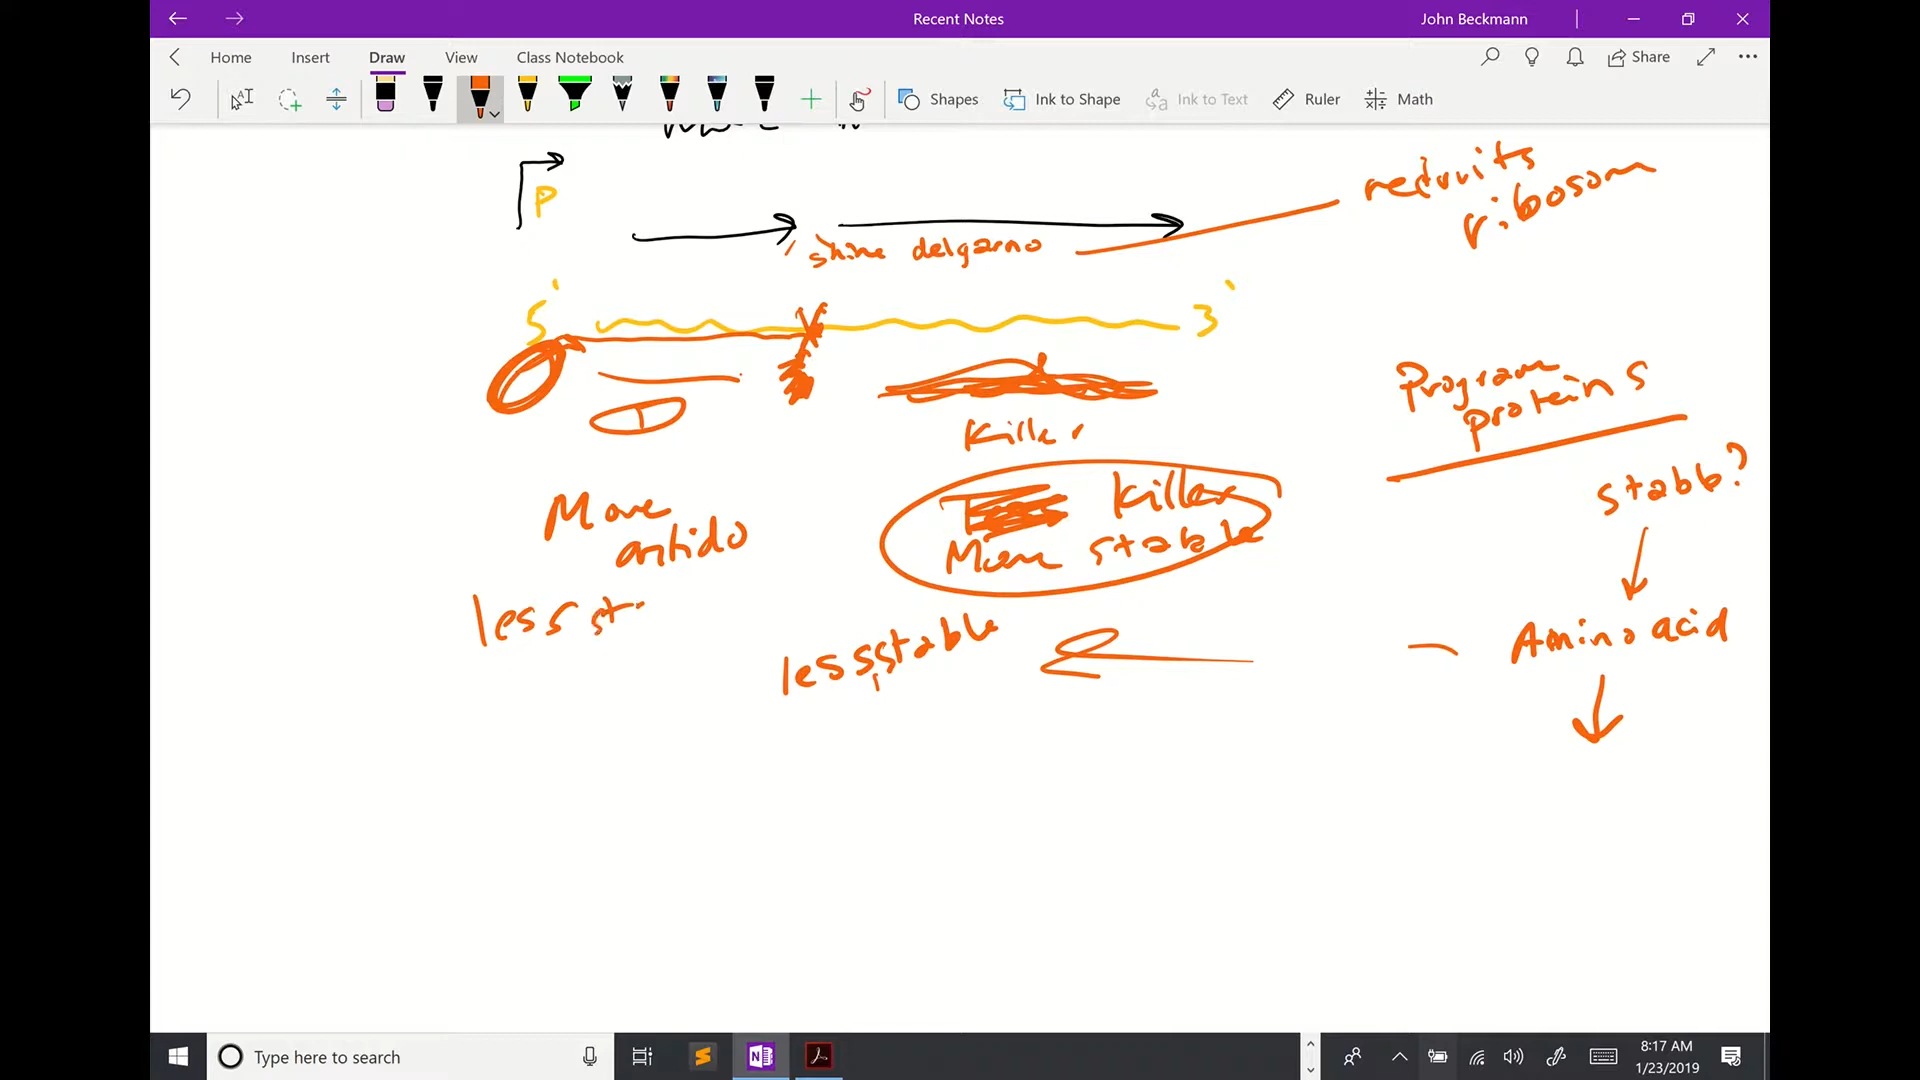 Recent Notes
John Beckmann
Home
Insert
Draw
View
Class Notebook
Share
Shapes
Ink to Shape
Ink to Text
Ruler
Math
P
shine delgarno
recruits
ribosom
5'
3'
Killer
Program
Proteins
stabb?
More
antido
Killer
More stable
less st
less stable
Amino acid
Type here to search
8:17 AM
1/23/2019